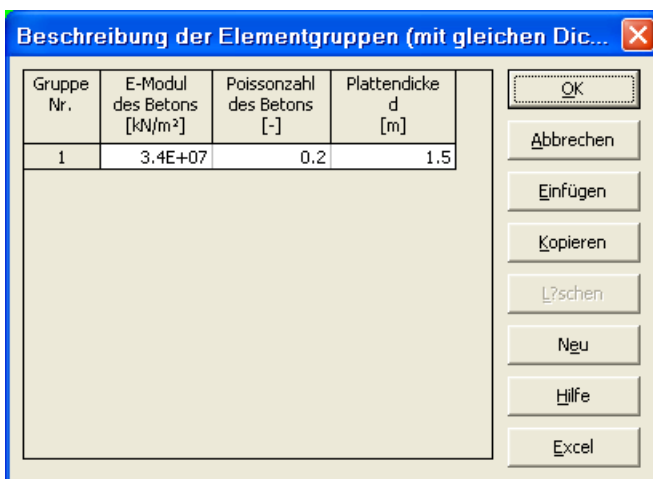 Beschreibung der Elementgruppen (mit gleichen Dic...
Gruppe Nr.
E-Modul des Betons [kN/m²]
Poissonzahl des Betons [-]
Plattendicke d [m]
1 3.4E+07 0.2 1.5
OK
Abbrechen
Einfügen
Kopieren
L?schen
Neu
Hilfe
Excel